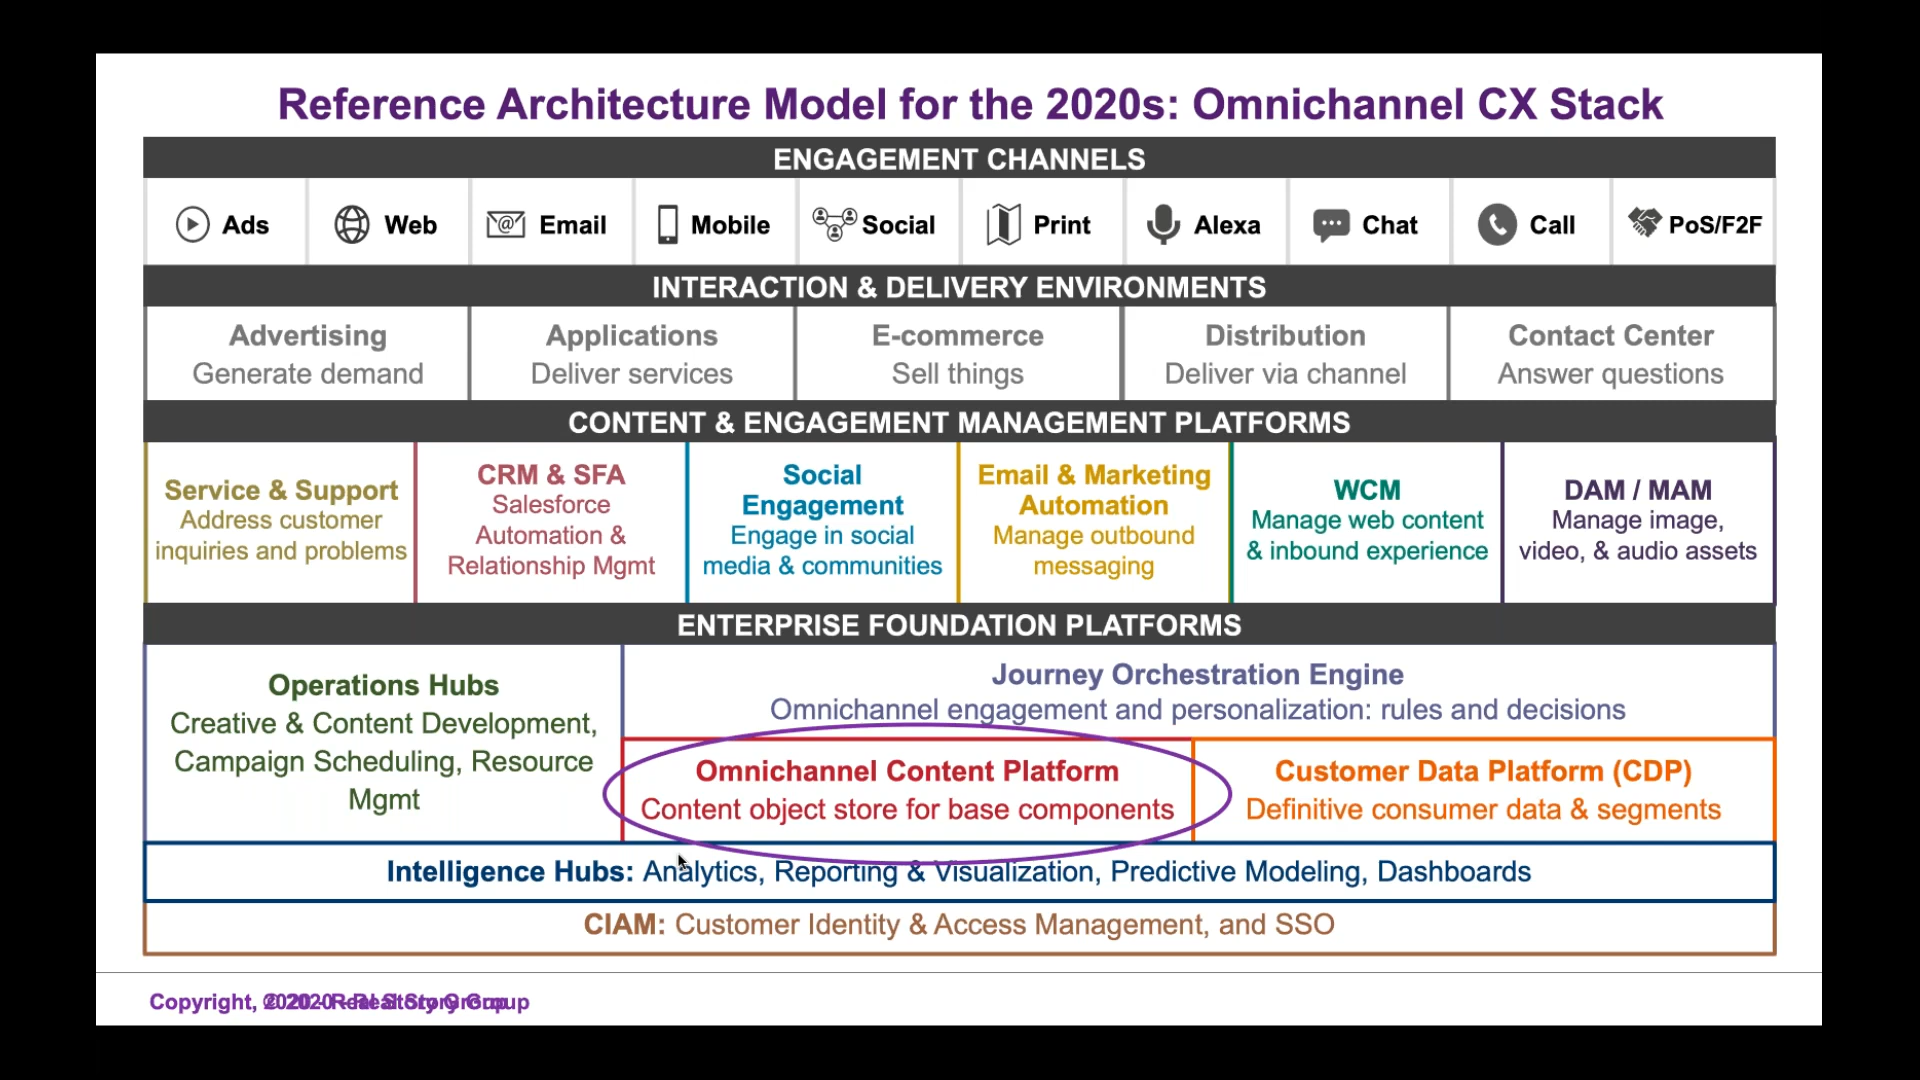 Reference Architecture Model for the 2020s: Omnichannel CX Stack
ENGAGEMENT CHANNELS
Ads
Web
Email
Mobile
Social
Print
Alexa
Chat
Call
PoS/F2F
INTERACTION & DELIVERY ENVIRONMENTS
Advertising
Generate demand
Applications
Deliver services
E-commerce
Sell things
Distribution
Deliver via channel
Contact Center
Answer questions
CONTENT & ENGAGEMENT MANAGEMENT PLATFORMS
Service & Support
Address customer
inquiries and problems
CRM & SFA
Salesforce
Automation &
Relationship Mgmt
Social
Engagement
Engage in social
media & communities
Email & Marketing
Automation
Manage outbound
messaging
WCM
Manage web content
& inbound experience
DAM / MAM
Manage image,
video, & audio assets
ENTERPRISE FOUNDATION PLATFORMS
Operations Hubs
Creative & Content Development,
Campaign Scheduling, Resource
Mgmt
Journey Orchestration Engine
Omnichannel engagement and personalization: rules and decisions
Omnichannel Content Platform
Content object store for base components
Customer Data Platform (CDP)
Definitive consumer data & segments
Intelligence Hubs: Analytics, Reporting & Visualization, Predictive Modeling, Dashboards
CIAM: Customer Identity & Access Management, and SSO
Copyright,